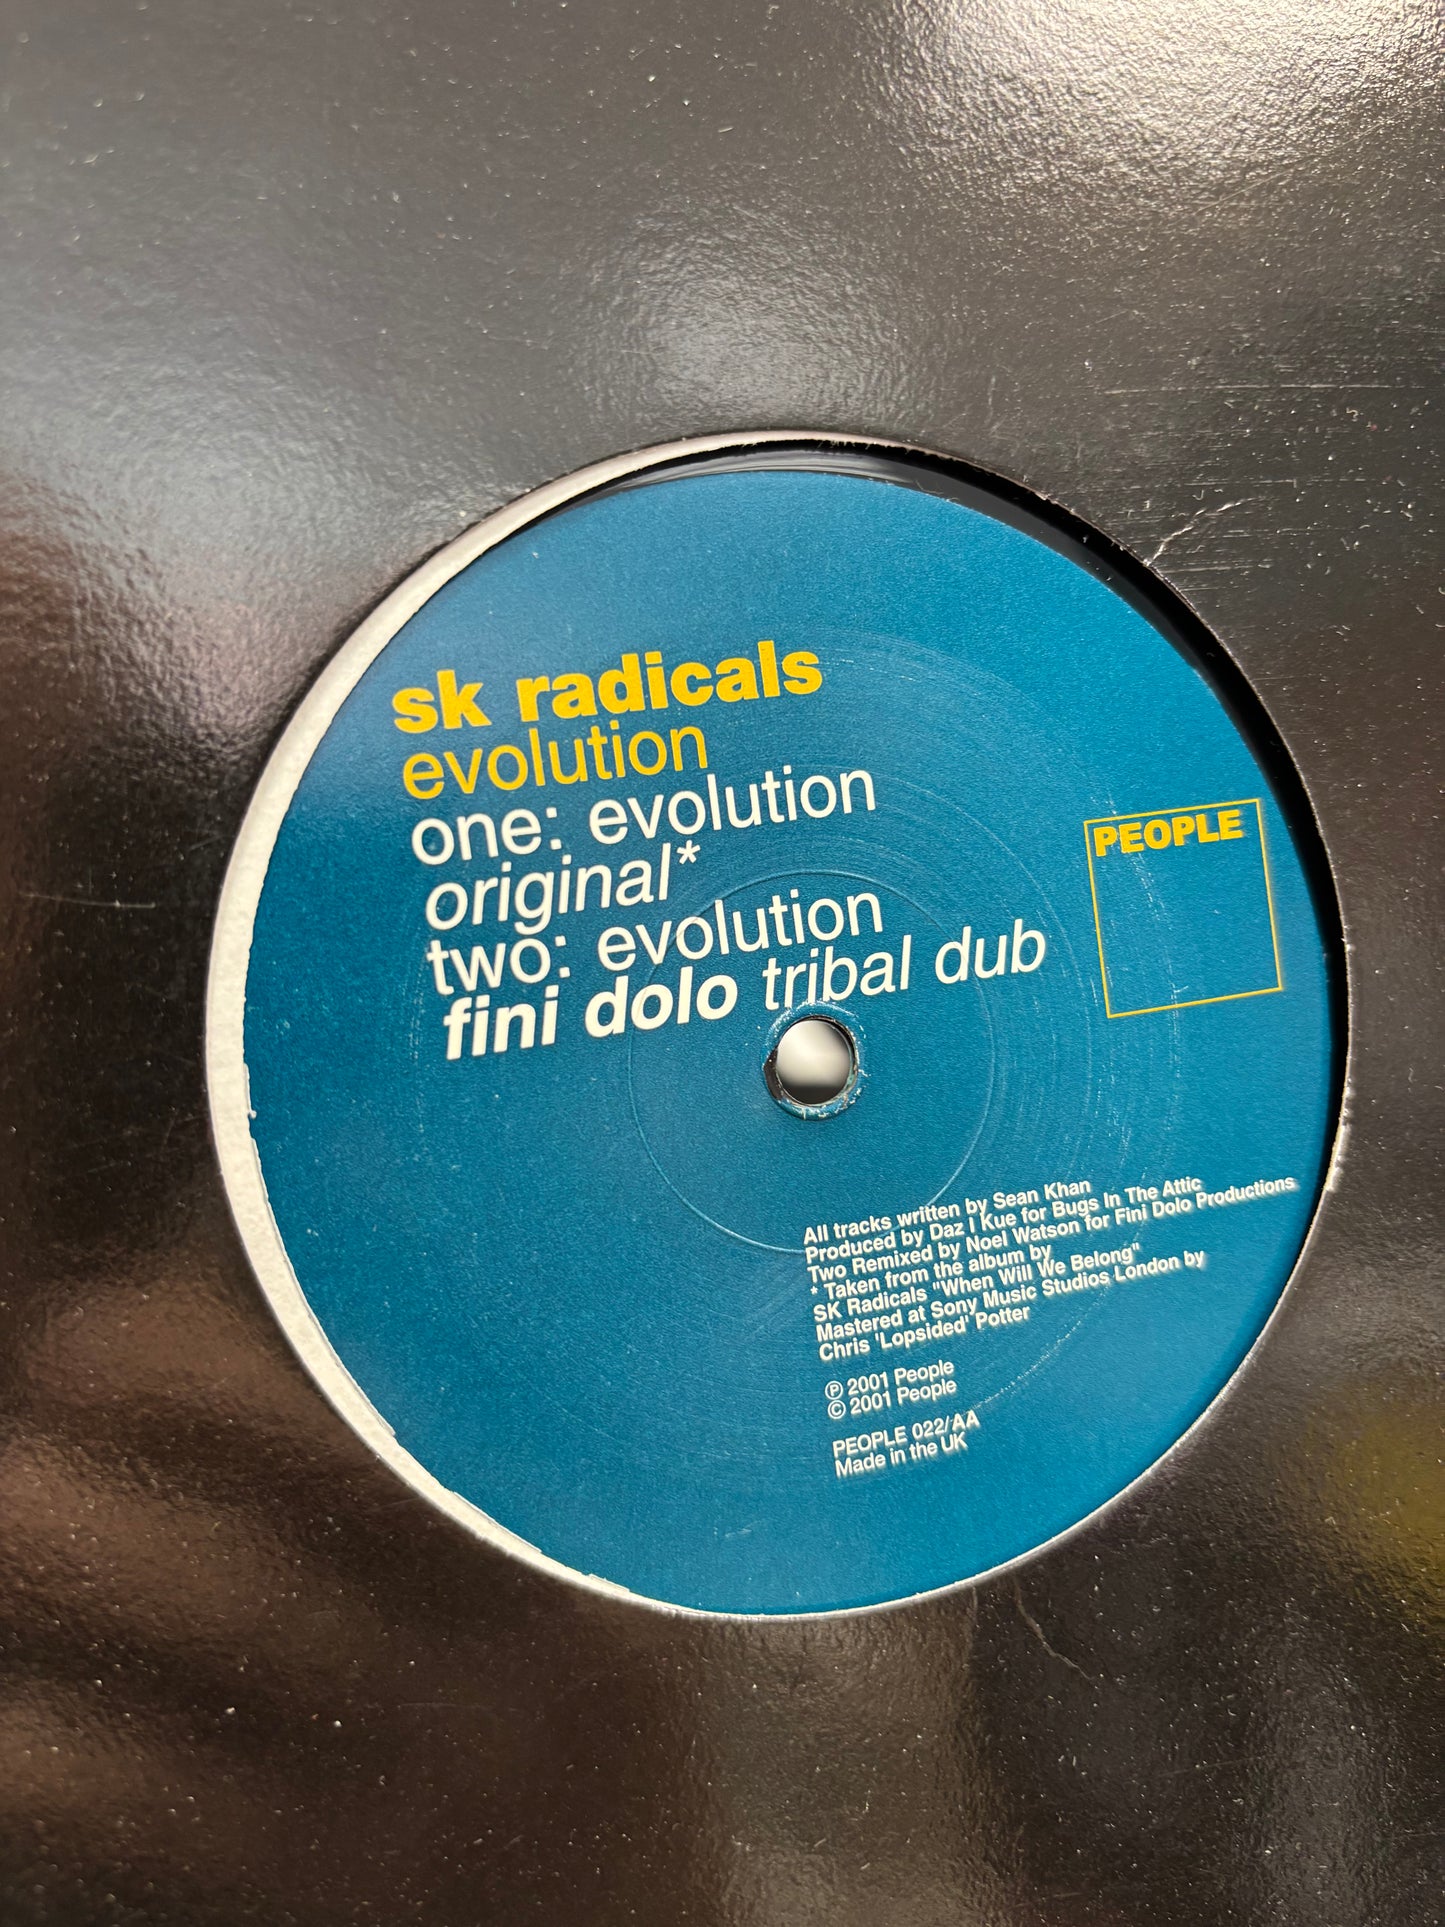 sk radicals
evolution
one: evolution
original*
two: evolution
fini dolo tribal dub
PEOPLE
All tracks written by Sean Khan
Produced by Daz I Kue for Bugs In The Attic
Two Remixed by Noel Watson for Fini Dolo Productions
* Taken from the album by
SK Radicals "When Will We Belong"
Mastered at Sony Music Studios London by
Chris 'Lopsided' Potter
℗ 2001 People
© 2001 People
PEOPLE 022/AA
Made in the UK